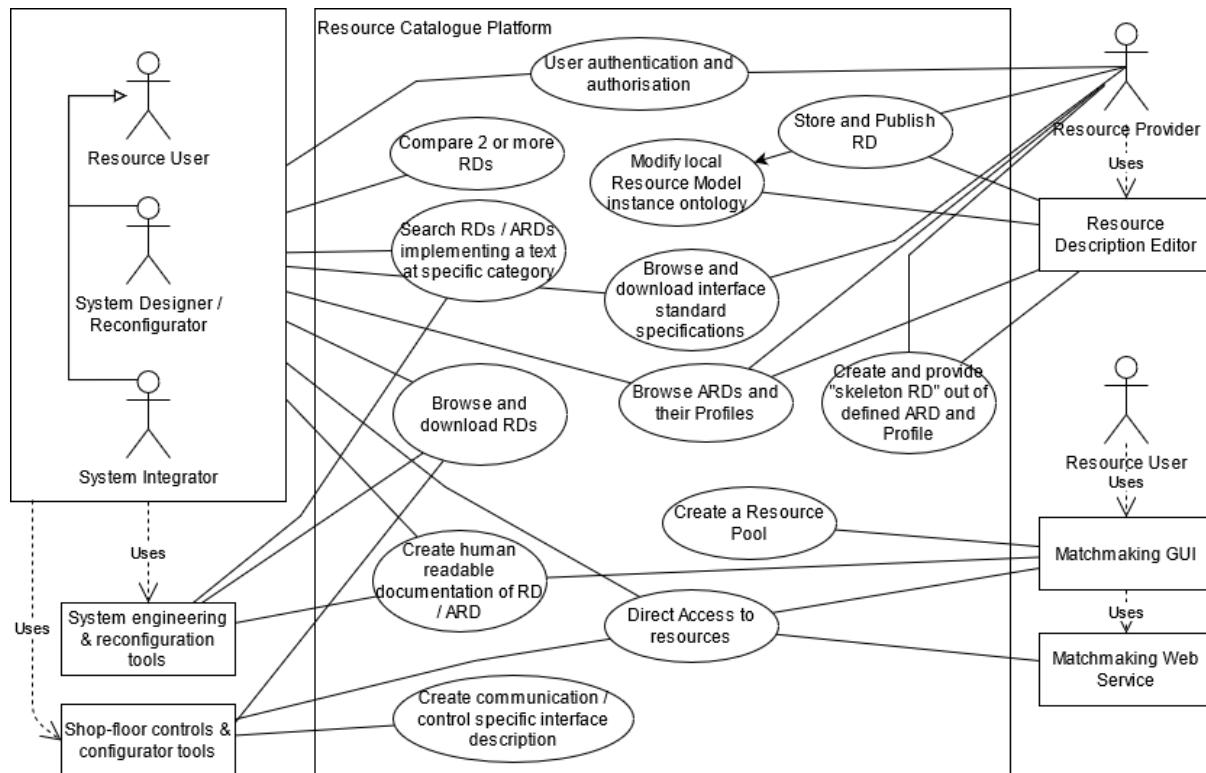 Resource Catalogue Platform
User authentication and
authorisation
Resource User
Compare 2 or more
RDs
Store and Publish
RD
Resource Provider
Uses
Modify local
Resource Model
instance ontology
Search RDs / ARDs
implementing a text
at specific category
Resource
Description Editor
System Designer /
Reconfigurator
Browse and
download interface
standard
specifications
Browse ARDs and
their Profiles
Create and provide
"skeleton RD" out of
defined ARD and
Profile
Browse and
download RDs
System Integrator
Resource User
Uses
Create a Resource
Pool
Uses
Matchmaking GUI
Create human
readable
documentation of RD
/ ARD
Uses
System engineering
& reconfiguration
tools
Direct Access to
resources
Uses
Matchmaking Web
Service
Create communication /
control specific interface
description
Shop-floor controls &
configurator tools